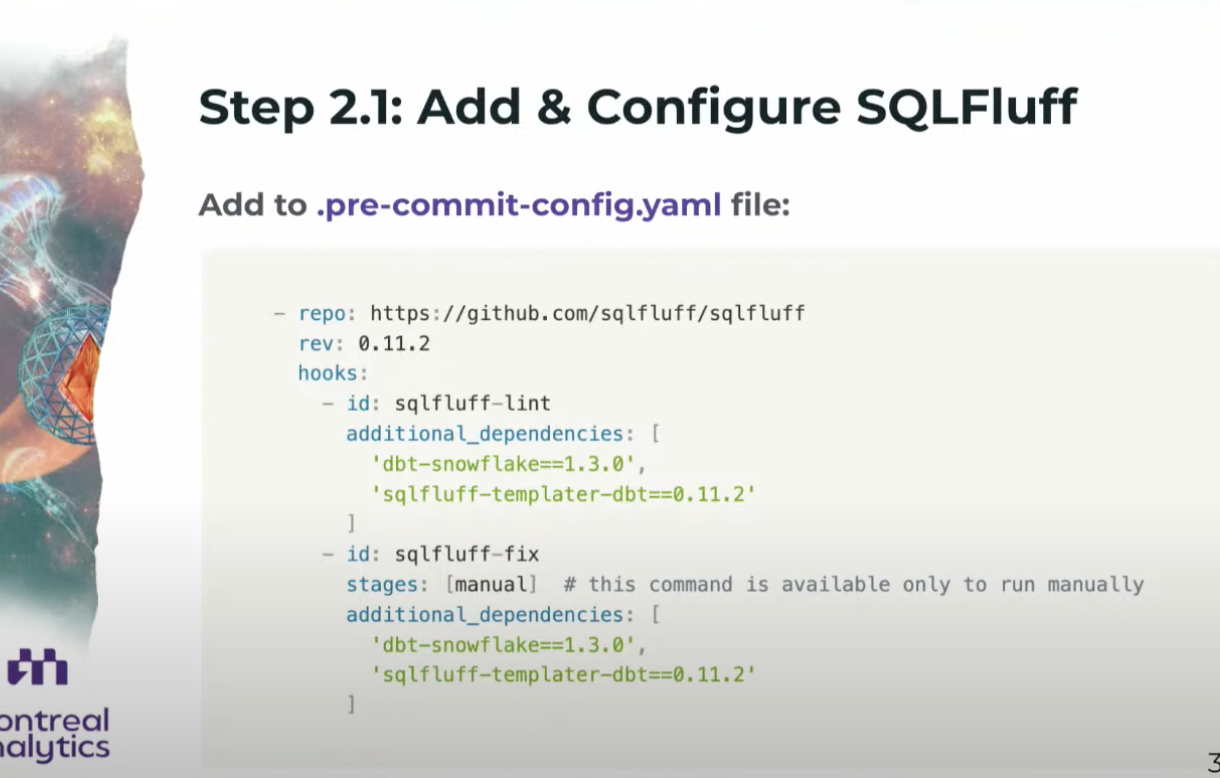 Step 2.1: Add & Configure SQLFluff
Add to .pre-commit-config.yaml file:
- repo: https://github.com/sqlfluff/sqlfluff
rev: 0.11.2
hooks:
- id: sqlfluff-lint
additional_dependencies: [
'dbt-snowflake==1.3.0',
'sqlfluff-templater-dbt==0.11.2'
]
- id: sqlfluff-fix
stages: [manual]  # this command is available only to run manually
additional_dependencies: [
'dbt-snowflake==1.3.0',
'sqlfluff-templater-dbt==0.11.2'
]
ontreal
nalytics
3